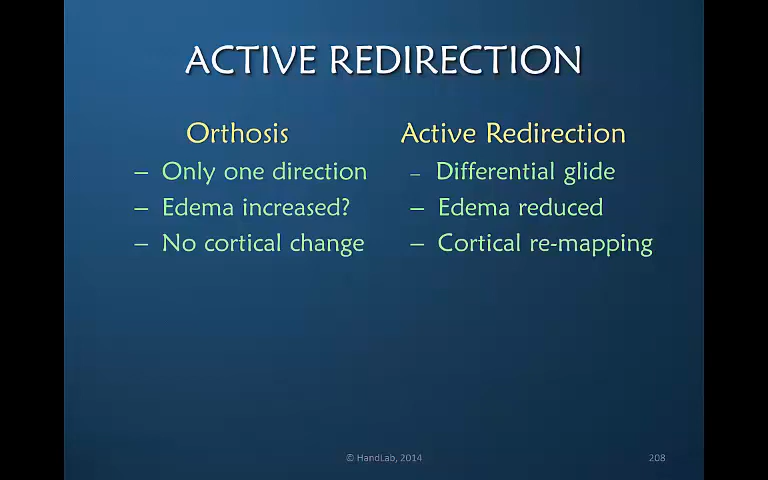 ACTIVE REDIRECTION
Orthosis
– Only one direction
– Edema increased?
– No cortical change
Active Redirection
– Differential glide
– Edema reduced
– Cortical re-mapping
© HandLab, 2014
208